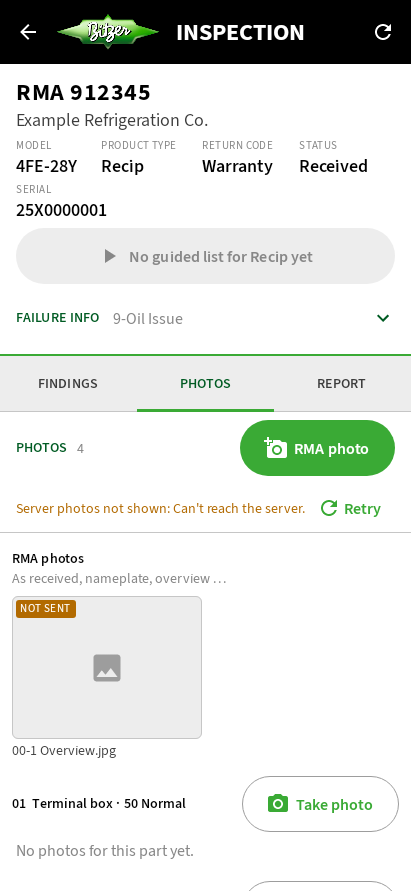 Bitzer INSPECTION
RMA 912345
Example Refrigeration Co.
MODEL PRODUCT TYPE RETURN CODE STATUS
4FE-28Y Recip Warranty Received
SERIAL
25X0000001
No guided list for Recip yet
FAILURE INFO 9-Oil Issue
FINDINGS PHOTOS REPORT
PHOTOS 4 RMA photo
Server photos not shown: Can't reach the server. Retry
RMA photos
As received, nameplate, overview …
NOT SENT
00-1 Overview.jpg
01 Terminal box · 50 Normal Take photo
No photos for this part yet.